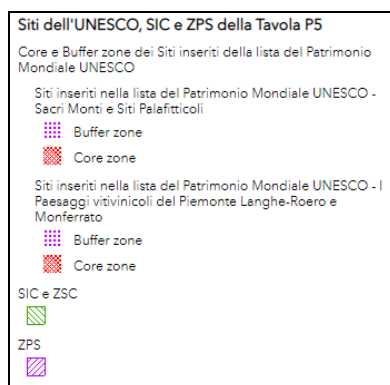 Siti dell'UNESCO, SIC e ZPS della Tavola P5
Core e Buffer zone dei Siti inseriti della lista del Patrimonio
Mondiale UNESCO
Siti inseriti nella lista del Patrimonio Mondiale UNESCO -
Sacri Monti e Siti Palafitticoli
Buffer zone
Core zone
Siti inseriti nella lista del Patrimonio Mondiale UNESCO - I
Paesaggi vitivinicoli del Piemonte Langhe-Roero e
Monferrato
Buffer zone
Core zone
SIC e ZSC
ZPS